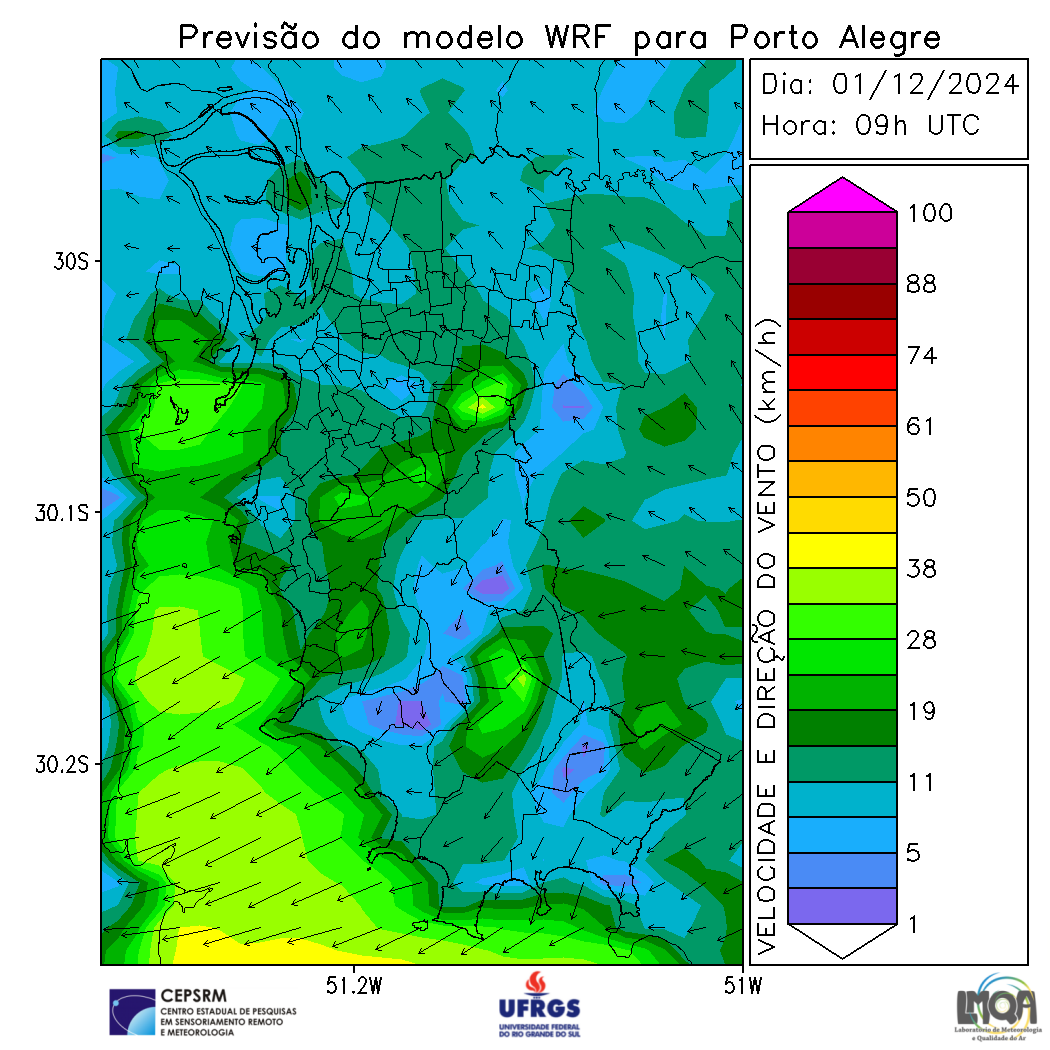 Previsão do modelo WRF para Porto Alegre
Dia: 01/12/2024
Hora: 09h UTC
30S
30.1S
30.2S
51.2W
51W
VELOCIDADE E DIREÇÃO DO VENTO (km/h)
100
88
74
61
50
38
28
19
11
5
1
CEPSRM
CENTRO ESTADUAL DE PESQUISAS
EM SENSORIAMENTO REMOTO
E METEOROLOGIA
UFRGS
UNIVERSIDADE FEDERAL
DO RIO GRANDE DO SUL
LMQA
Laboratório de Meteorologia
e Qualidade do Ar